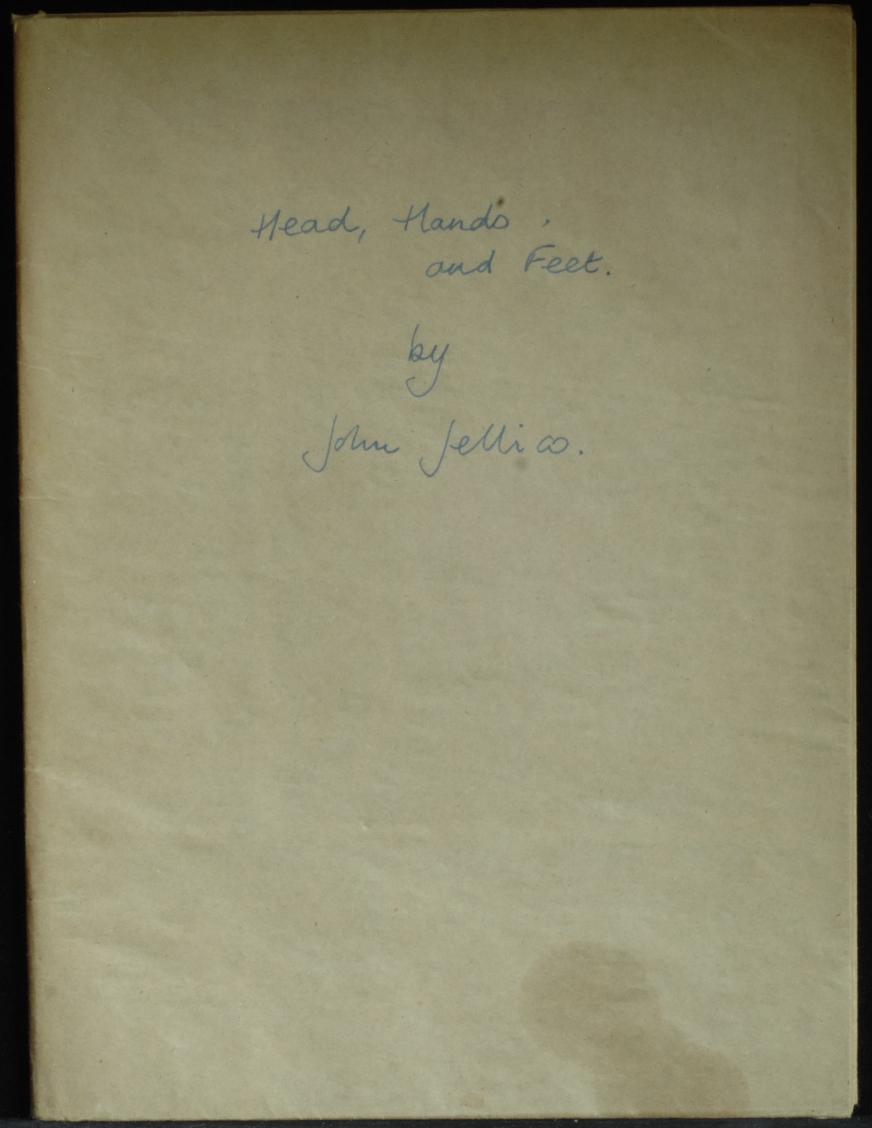 Head, Hands.
and Feet.
by
John Jellico.